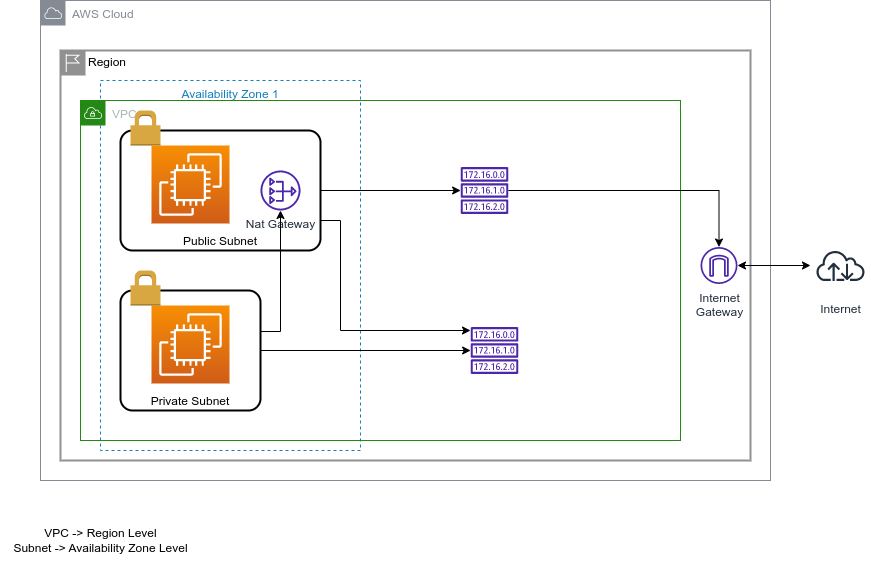 AWS Cloud
Region
Availability Zone 1
VPC
172.16.0.0
172.16.1.0
172.16.2.0
Nat Gateway
Public Subnet
Internet
Gateway
Internet
172.16.0.0
172.16.1.0
172.16.2.0
Private Subnet
VPC -> Region Level
Subnet -> Availability Zone Level